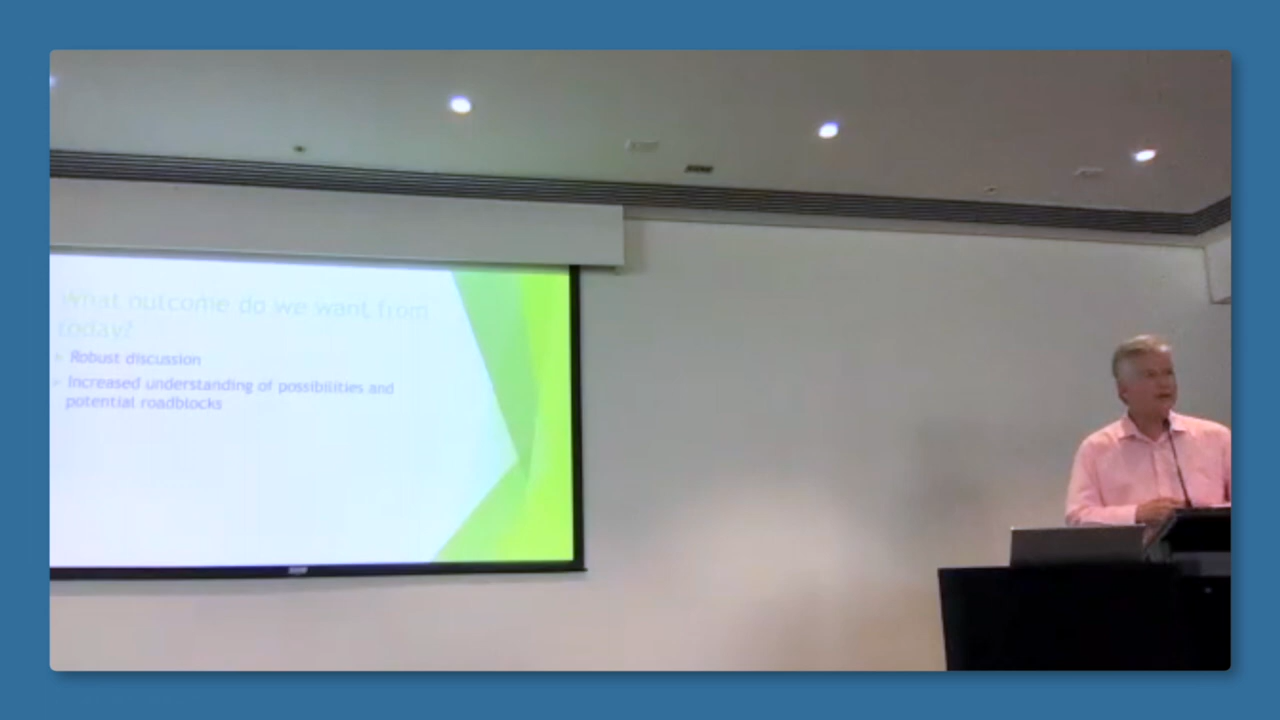 What outcome do we want from
today?
Robust discussion
Increased understanding of possibilities and
potential roadblocks